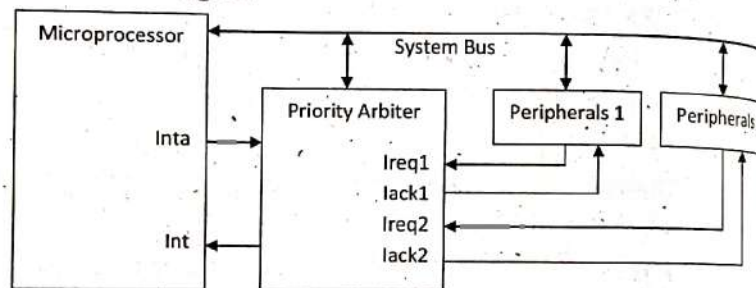 Microprocessor
System Bus
Priority Arbiter
Peripherals 1
Peripherals
Inta
Ireq1
Iack1
Ireq2
Int
Iack2